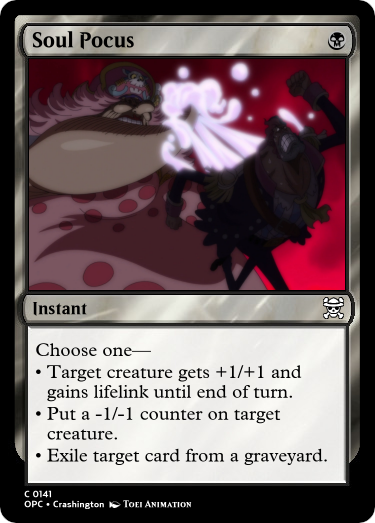 Soul Pocus
Instant
Choose one—
• Target creature gets +1/+1 and
gains lifelink until end of turn.
• Put a -1/-1 counter on target
creature.
• Exile target card from a graveyard.
C 0141
OPC • Crashington Toei Animation